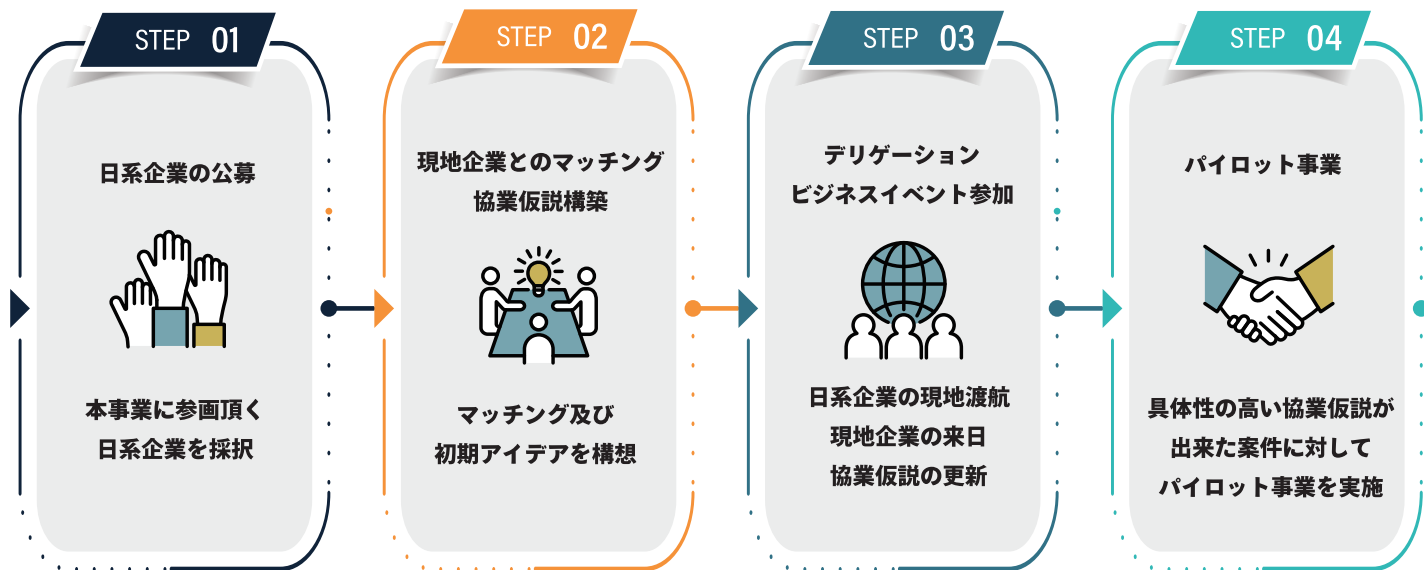 STEP 01
日系企業の公募
本事業に参画頂く
日系企業を採択
STEP 02
現地企業とのマッチング
協業仮説構築
マッチング及び
初期アイデアを構想
STEP 03
デリゲーション
ビジネスイベント参加
日系企業の現地渡航
現地企業の来日
協業仮説の更新
STEP 04
パイロット事業
具体性の高い協業仮説が
出来た案件に対して
パイロット事業を実施